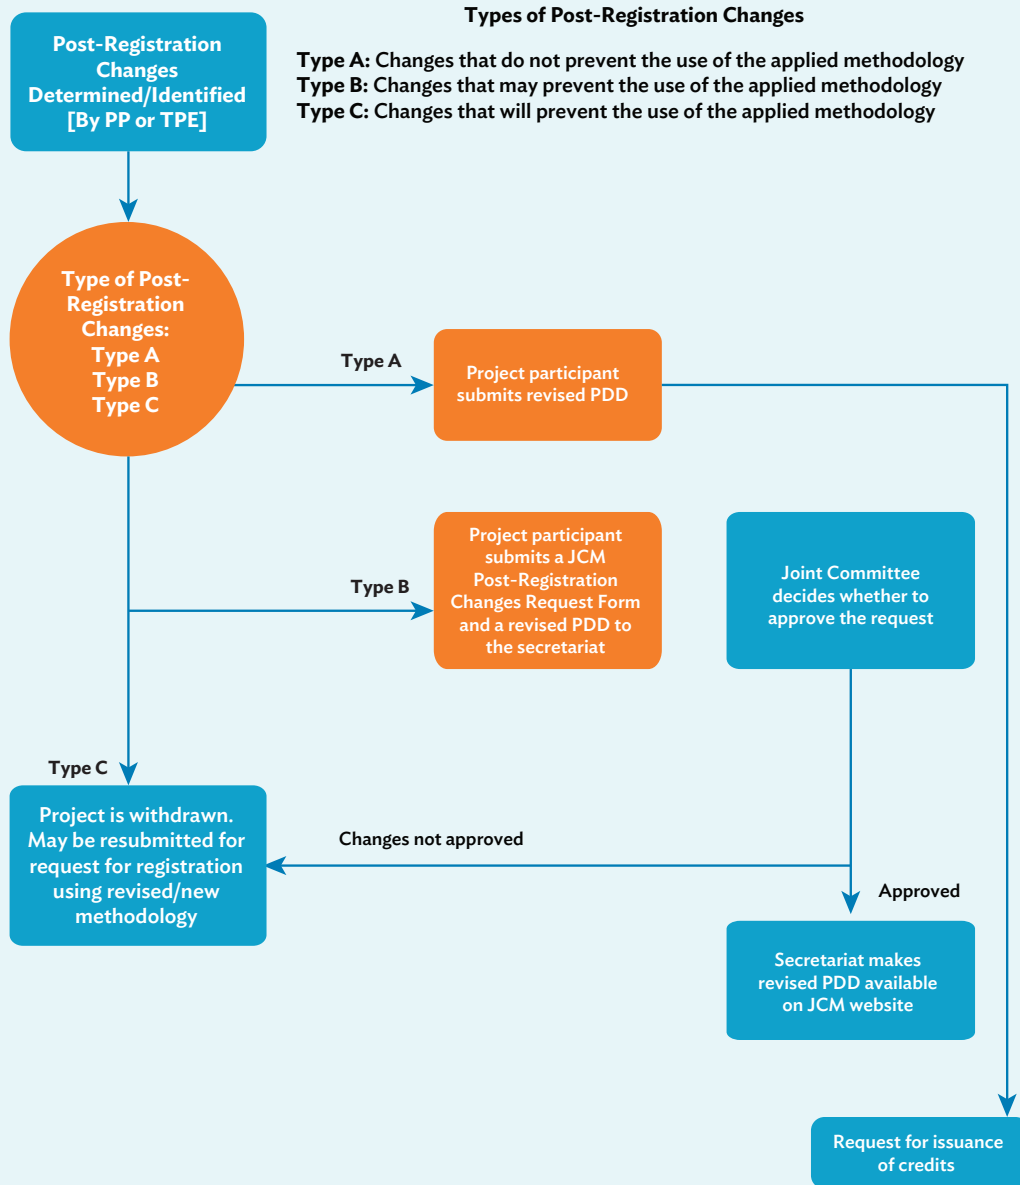 Types of Post-Registration Changes
Type A: Changes that do not prevent the use of the applied methodology
Type B: Changes that may prevent the use of the applied methodology
Type C: Changes that will prevent the use of the applied methodology
Post-Registration
Changes
Determined/Identified
[By PP or TPE]
Type of Post-
Registration
Changes:
Type A
Type B
Type C
Type A
Project participant
submits revised PDD
Type B
Project participant
submits a JCM
Post-Registration
Changes Request Form
and a revised PDD to
the secretariat
Joint Committee
decides whether to
approve the request
Type C
Project is withdrawn.
May be resubmitted for
request for registration
using revised/new
methodology
Changes not approved
Approved
Secretariat makes
revised PDD available
on JCM website
Request for issuance
of credits